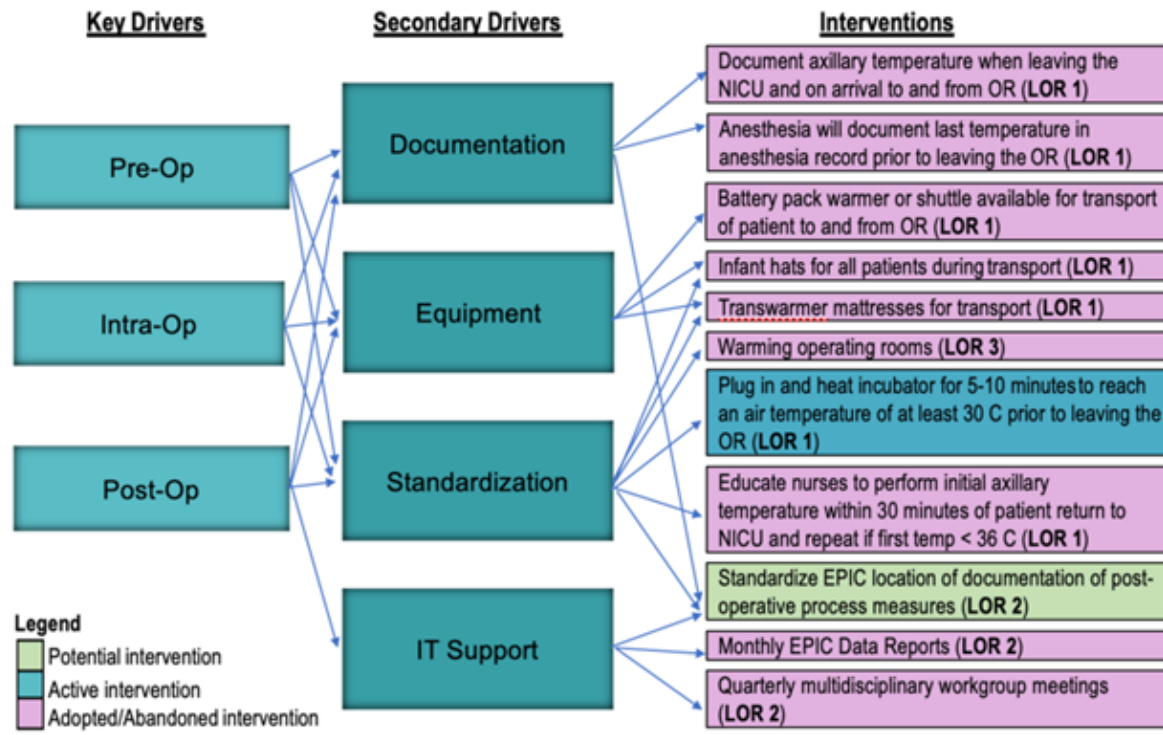 Key Drivers
Secondary Drivers
Interventions
Pre-Op
Intra-Op
Post-Op
Documentation
Equipment
Standardization
IT Support
Document axillary temperature when leaving the
NICU and on arrival to and from OR (LOR 1)
Anesthesia will document last temperature in
anesthesia record prior to leaving the OR (LOR 1)
Battery pack warmer or shuttle available for transport
of patient to and from OR (LOR 1)
Infant hats for all patients during transport (LOR 1)
Transwarmer mattresses for transport (LOR 1)
Warming operating rooms (LOR 3)
Plug in and heat incubator for 5-10 minutes to reach
an air temperature of at least 30 C prior to leaving the
OR (LOR 1)
Educate nurses to perform initial axillary
temperature within 30 minutes of patient return to
NICU and repeat if first temp < 36 C (LOR 1)
Standardize EPIC location of documentation of post-
operative process measures (LOR 2)
Monthly EPIC Data Reports (LOR 2)
Quarterly multidisciplinary workgroup meetings
(LOR 2)
Legend
Potential intervention
Active intervention
Adopted/Abandoned intervention